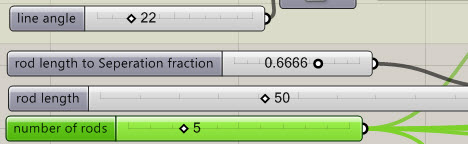 line angle 22
rod length to Seperation fraction 0.6666
rod length 50
number of rods 5